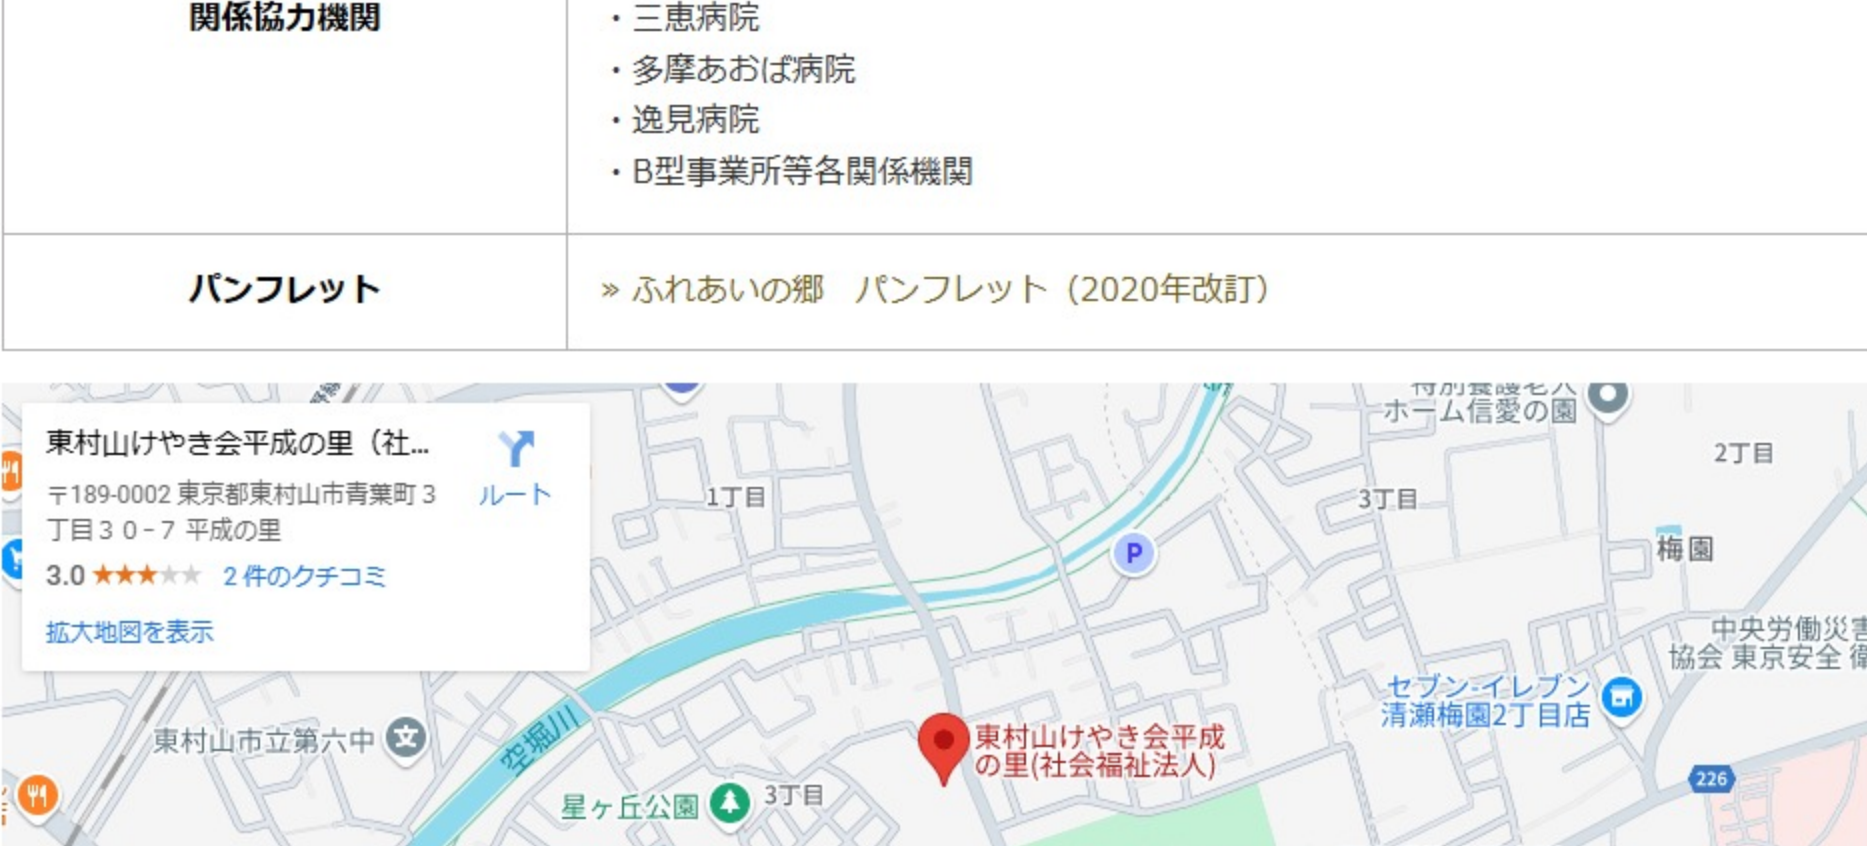 関係協力機関
・三恵病院
・多摩あおば病院
・逸見病院
・B型事業所等各関係機関
パンフレット
» ふれあいの郷　パンフレット（2020年改訂）
東村山けやき会平成の里（社...
ルート
〒189-0002 東京都東村山市青葉町３
丁目３０−７ 平成の里
3.0
2 件のクチコミ
拡大地図を表示
特別養護老人
ホーム信愛の園
2丁目
1丁目
3丁目
P
梅園
中央労働災害
協会 東京安全 衛
セブン-イレブン
清瀬梅園2丁目店
東村山市立第六中
文
空堀川
東村山けやき会平成
の里(社会福祉法人)
226
星ヶ丘公園
3丁目